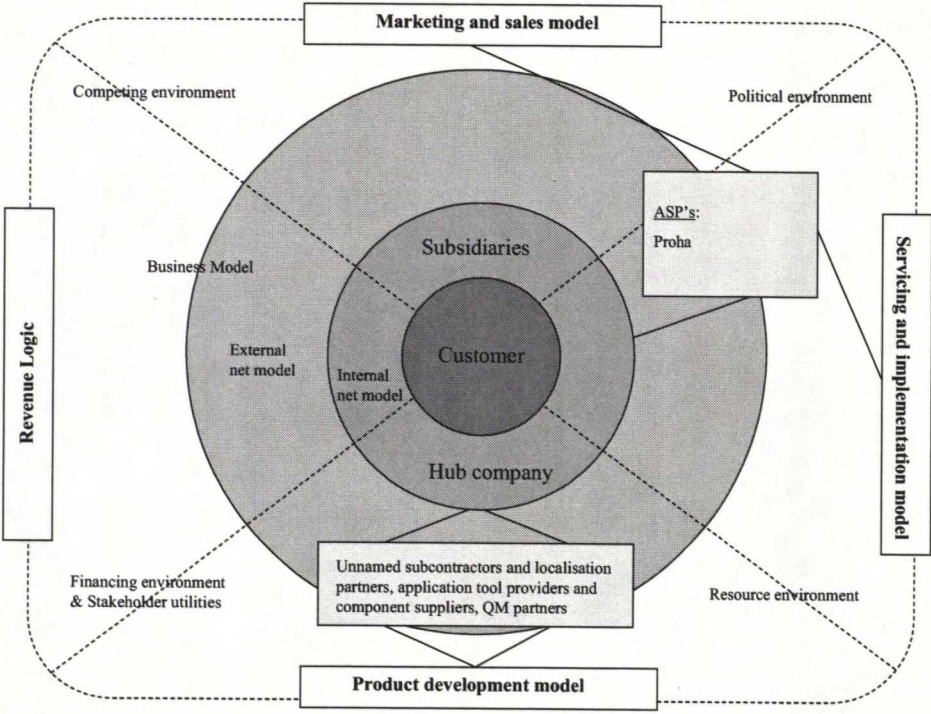 Marketing and sales model
Competing environment
Political environment
ASP's:
Proha
Subsidiaries
Business Model
External
net model
Internal
net model
Customer
Hub company
Revenue Logic
Servicing and implementation model
Unnamed subcontractors and localisation
partners, application tool providers and
component suppliers, QM partners
Financing environment
& Stakeholder utilities
Resource environment
Product development model